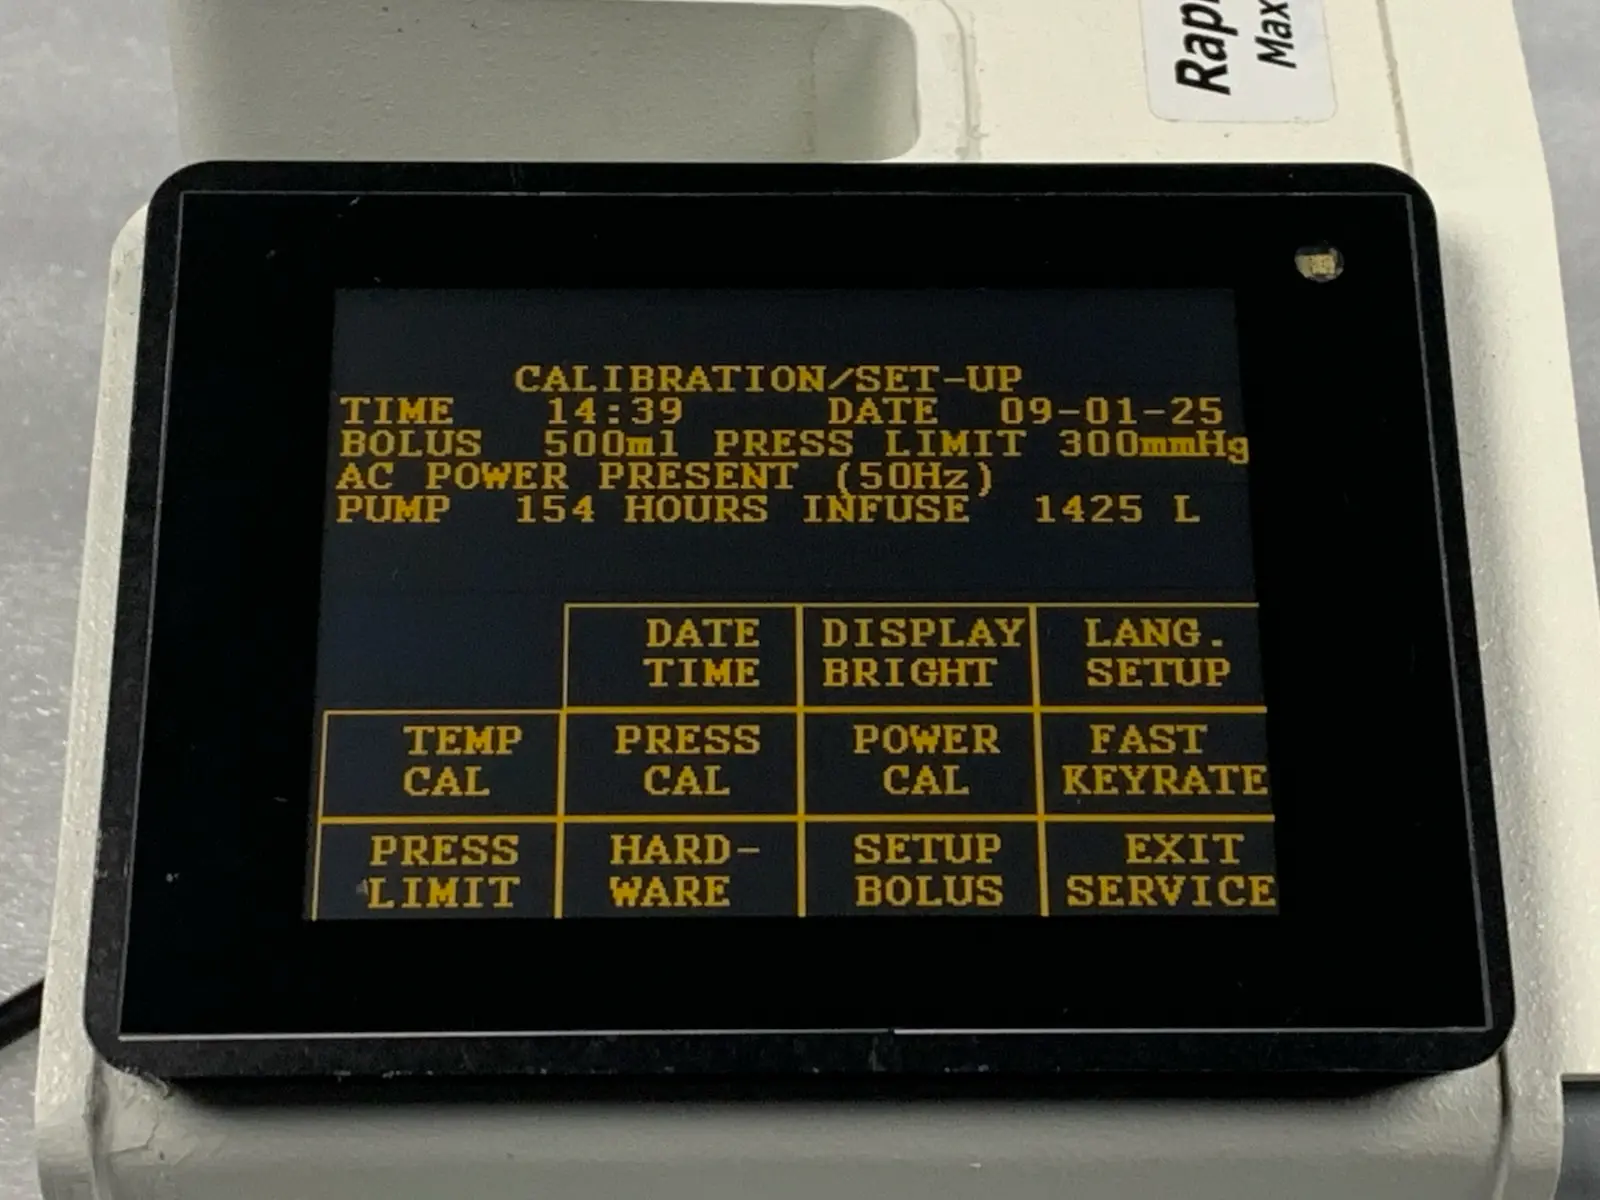 CALIBRATION/SET-UP
TIME 14:39 DATE 09-01-25
BOLUS 500ml PRESS LIMIT 300mmHg
AC POWER PRESENT (50Hz)
PUMP 154 HOURS INFUSE 1425 L
DATE TIME
DISPLAY BRIGHT
LANG. SETUP
TEMP CAL
PRESS CAL
POWER CAL
FAST KEYRATE
PRESS LIMIT
HARD-WARE
SETUP BOLUS
EXIT SERVICE